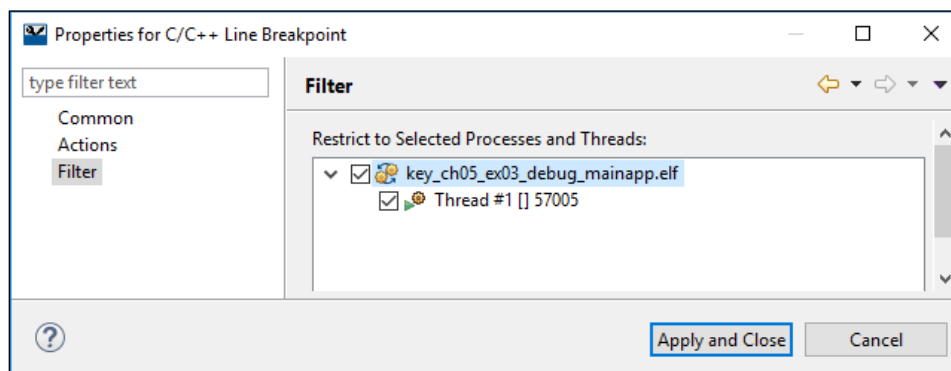 Properties for C/C++ Line Breakpoint
type filter text
Common
Actions
Filter
Filter
Restrict to Selected Processes and Threads:
key_ch05_ex03_debug_mainapp.elf
Thread #1 [] 57005
?
Apply and Close
Cancel